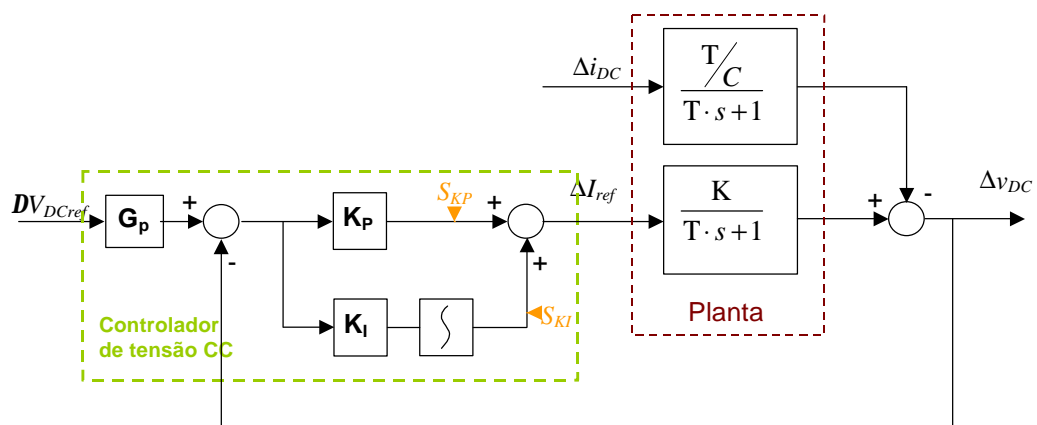 Δi_DC
T/C
T · s + 1
DV_DCref
G_p
+
-
K_P
S_KP
+
+
ΔI_ref
K
T · s + 1
+
-
Δv_DC
K_I
∫
S_KI
Controlador
de tensão CC
Planta